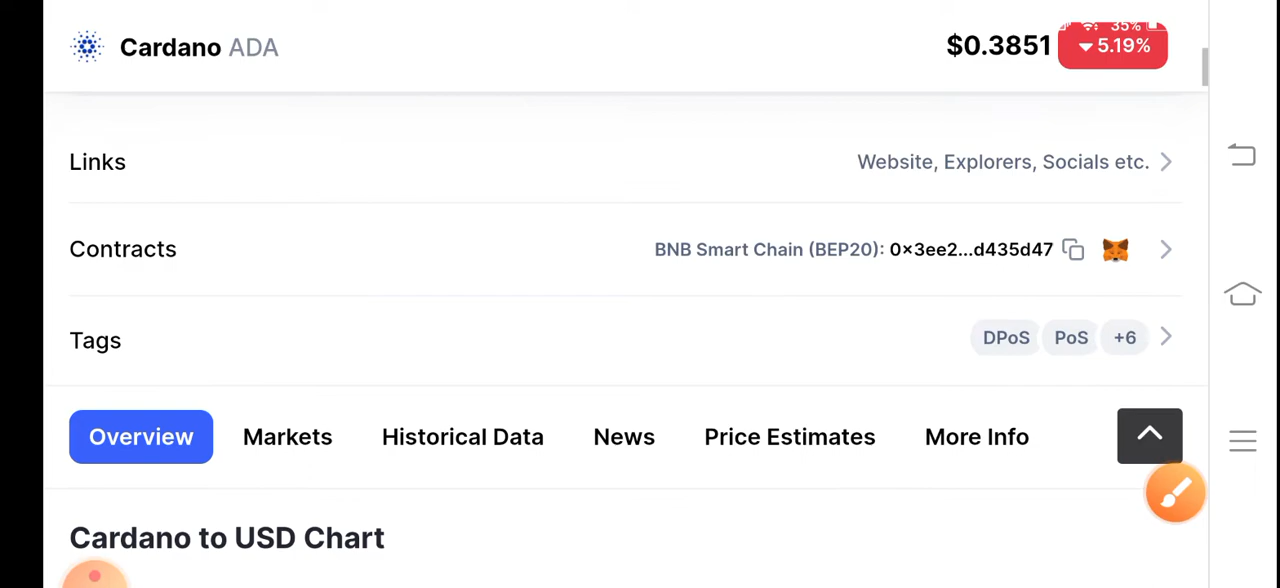 Cardano ADA
$0.3851
35%
5.19%
Links
Website, Explorers, Socials etc.
Contracts
BNB Smart Chain (BEP20): 0x3ee2...d435d47
Tags
DPoS PoS +6
Overview Markets Historical Data News Price Estimates More Info
Cardano to USD Chart